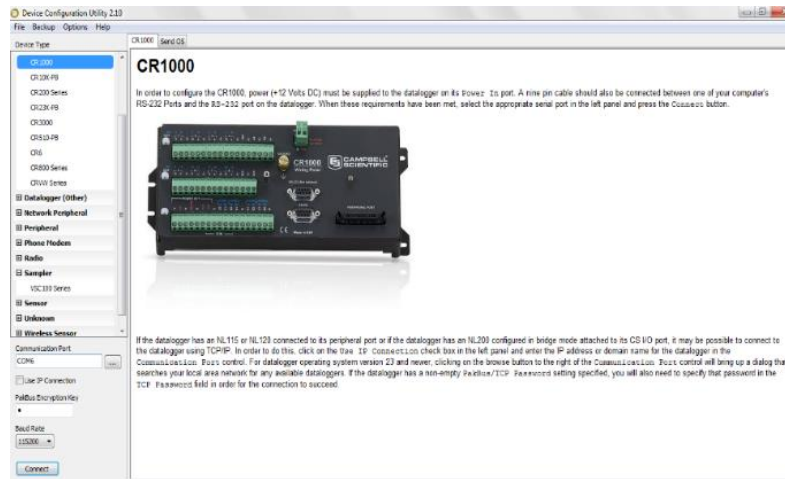 Device Configuration Utility 2.10
File Backup Options Help
Device Type
CR1000
CR10X-PB
CR200 Series
CR23X-PB
CR3000
CR510-PB
CR6
CR800 Series
CRVW Series
Datalogger (Other)
Network Peripheral
Peripheral
Phone Modem
Radio
Sampler
VSC100 Series
Sensor
Unknown
Wireless Sensor
Communication Port
COM6
...
Use IP Connection
PakBus Encryption Key
Baud Rate
115200
Connect
CR1000 Send OS
CR1000
In order to configure the CR1000, power (+12 Volts DC) must be supplied to the datalogger on its Power In port. A nine pin cable should also be connected between one of your computer's
RS-232 Ports and the RS-232 port on the datalogger. When these requirements have been met, select the appropriate serial port in the left panel and press the Connect button.
CR1000
CAMPBELL
SCIENTIFIC
If the datalogger has an NL115 or NL120 connected to its peripheral port or if the datalogger has an NL200 configured in bridge mode attached to its CS I/O port, it may be possible to connect to
the datalogger using TCP/IP. In order to do this, click on the Use IP Connection check box in the left panel and enter the IP address or domain name for the datalogger in the
Communication Port control. For datalogger operating system version 23 and newer, clicking on the browse button to the right of the Communication Port control will bring up a dialog that
searches your local area network for any available dataloggers. If the datalogger has a non-empty PakBus/TCP Password setting specified, you will also need to specify that password in the
TCP Password field in order for the connection to succeed.